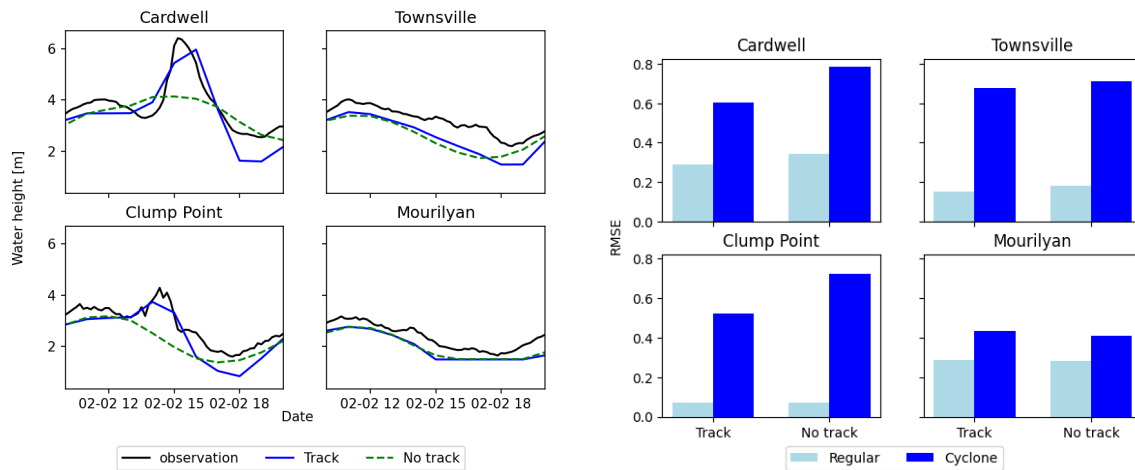 Cardwell
Townsville
6
4
2
Clump Point
Mourilyan
6
4
2
02-02 12 02-02 15 02-02 18
02-02 12 02-02 15 02-02 18
Water height [m]
Date
observation Track No track
Cardwell
Townsville
0.8
0.6
0.4
0.2
0.0
Clump Point
Mourilyan
0.8
0.6
0.4
0.2
0.0
Track No track
Track No track
RMSE
Regular Cyclone